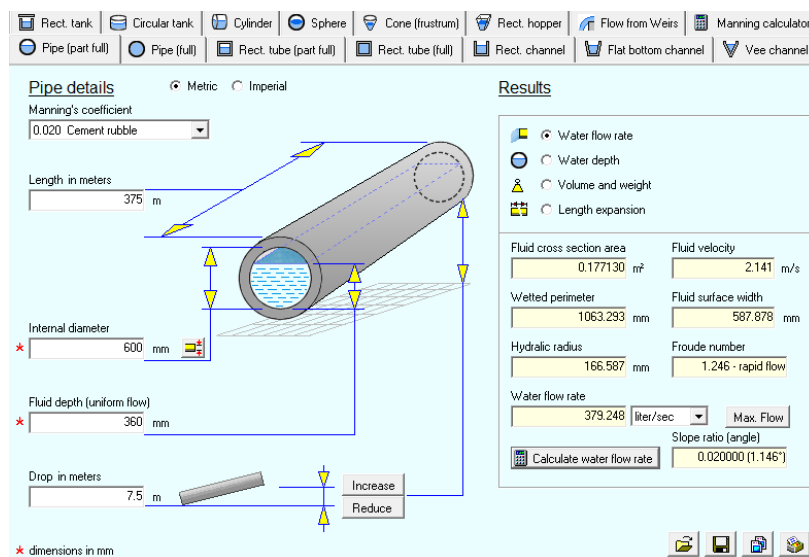 Rect. tank
Circular tank
Cylinder
Sphere
Cone (frustrum)
Rect. hopper
Flow from Weirs
Manning calculator
Pipe (part full)
Pipe (full)
Rect. tube (part full)
Rect. tube (full)
Rect. channel
Flat bottom channel
Vee channel
Pipe details
Metric
Imperial
Manning's coefficient
0.020 Cement rubble
Length in meters
375 m
Internal diameter
* 600 mm
Fluid depth (uniform flow)
* 360 mm
Drop in meters
7.5 m
Increase
Reduce
* dimensions in mm
Results
Water flow rate
Water depth
Volume and weight
Length expansion
Fluid cross section area
0.177130 m²
Fluid velocity
2.141 m/s
Wetted perimeter
1063.293 mm
Fluid surface width
587.878 mm
Hydralic radius
166.587 mm
Froude number
1.246 - rapid flow
Water flow rate
379.248 liter/sec
Max. Flow
Calculate water flow rate
Slope ratio (angle)
0.020000 (1.146°)